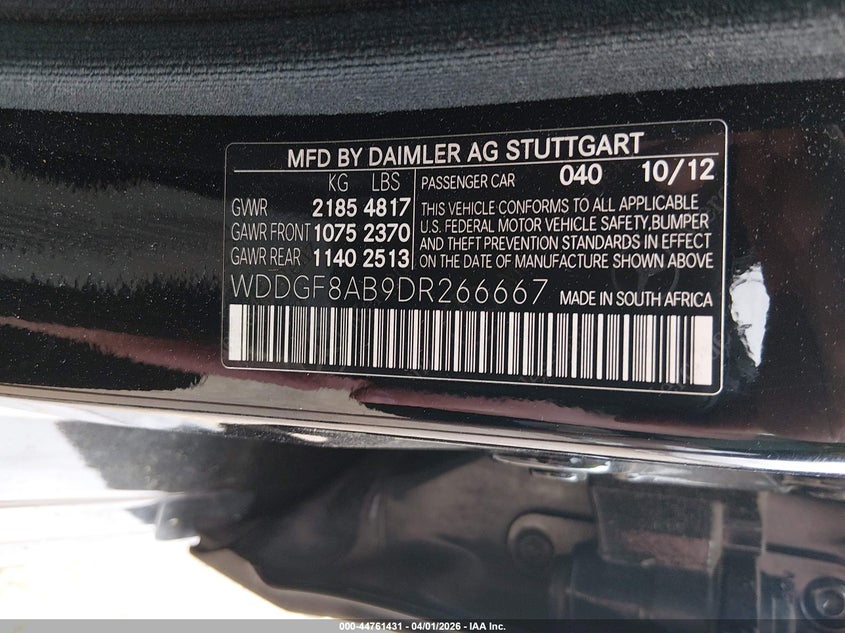 MFD BY DAIMLER AG STUTTGART
KG LBS
GVWR 2185 4817
GAWR FRONT 1075 2370
GAWR REAR 1140 2513
PASSENGER CAR 040 10/12
THIS VEHICLE CONFORMS TO ALL APPLICABLE
U.S. FEDERAL MOTOR VEHICLE SAFETY, BUMPER
AND THEFT PREVENTION STANDARDS IN EFFECT
ON THE DATE OF MANUFACTURE SHOWN ABOVE
WDDGF8AB9DR266667 MADE IN SOUTH AFRICA
000-44761431 - 04/01/2026 - IAA Inc.